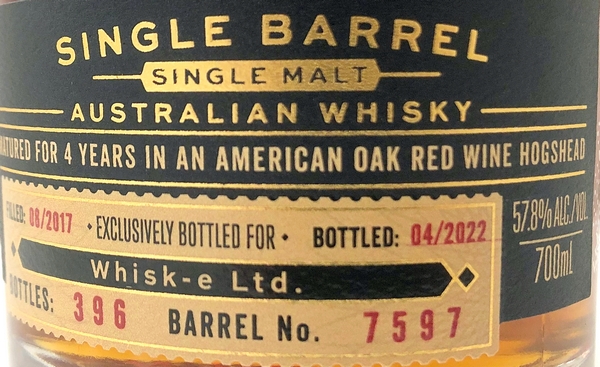 SINGLE BARREL
SINGLE MALT
AUSTRALIAN WHISKY
MATURED FOR 4 YEARS IN AN AMERICAN OAK RED WINE HOGSHEAD
FILLED: 08/2017 • EXCLUSIVELY BOTTLED FOR • BOTTLED: 04/2022
57.8% ALC./VOL.
Whisk-e Ltd.
700mL
BOTTLES: 396 BARREL No. 7597